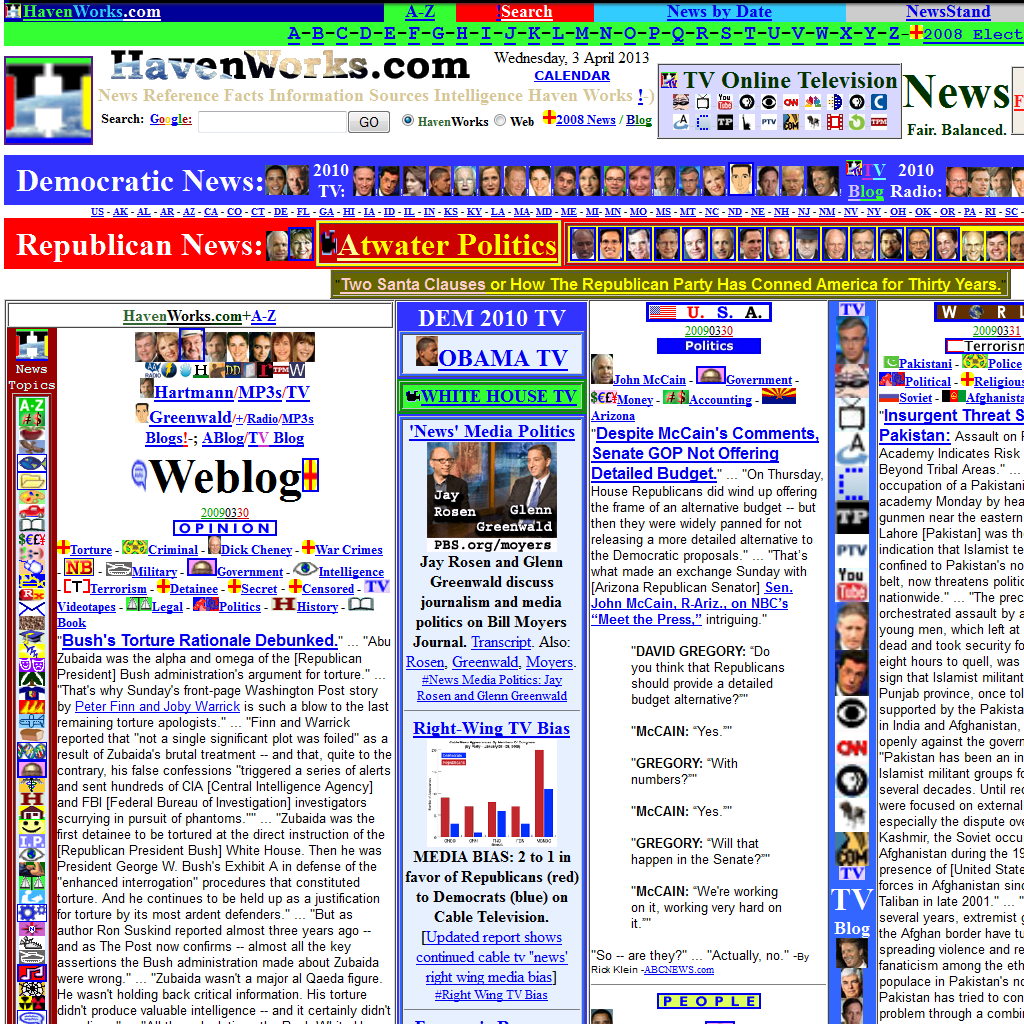 HavenWorks.com A-Z !Search News by Date NewsStand
A-B-C-D-E-F-G-H-I-J-K-L-M-N-O-P-Q-R-S-T-U-V-W-X-Y-Z-2008 Elect
HavenWorks.com
News Reference Facts Information Sources Intelligence Haven Works !-)
Search: Google: GO HavenWorks Web 2008 News / Blog
Wednesday, 3 April 2013
CALENDAR
TV Online Television
News
Fair. Balanced.
Democratic News: 2010 TV: TV Blog 2010 Radio:
US - AK - AL - AR - AZ - CA - CO - CT - DE - FL - GA - HI - IA - ID - IL - IN - KS - KY - LA - MA- MD - ME - MI- MN - MO - MS - MT - NC - ND - NE - NH - NJ - NM - NV - NY - OH - OK - OR - PA - RI - SC -
Republican News: Atwater Politics
"Two Santa Clauses or How The Republican Party Has Conned America for Thirty Years."
HavenWorks.com+A-Z
News
Topics
A-Z
Hartmann/MP3s/TV
Greenwald/+/Radio/MP3s
Blogs!-; ABlog/TV Blog
Weblog
20090330
OPINION
Torture - Criminal - Dick Cheney - War Crimes
- NB - Military - Government - Intelligence
- [T]Terrorism - Detainee - Secret - Censored - TV
Videotapes - Legal - Politics - History -
Book
"Bush's Torture Rationale Debunked." ... "Abu
Zubaida was the alpha and omega of the [Republican
President] Bush administration's argument for torture." ...
"That's why Sunday's front-page Washington Post story
by Peter Finn and Joby Warrick is such a blow to the last
remaining torture apologists." ... "Finn and Warrick
reported that "not a single significant plot was foiled" as a
result of Zubaida's brutal treatment -- and that, quite to the
contrary, his false confessions "triggered a series of alerts
and sent hundreds of CIA [Central Intelligence Agency]
and FBI [Federal Bureau of Investigation] investigators
scurrying in pursuit of phantoms."" ... "Zubaida was the
first detainee to be tortured at the direct instruction of the
[Republican President Bush] White House. Then he was
President George W. Bush's Exhibit A in defense of the
"enhanced interrogation" procedures that constituted
torture. And he continues to be held up as a justification
for torture by its most ardent defenders." ... "But as
author Ron Suskind reported almost three years ago --
and as The Post now confirms -- almost all the key
assertions the Bush administration made about Zubaida
were wrong." ... "Zubaida wasn't a major al Qaeda figure.
He wasn't holding back critical information. His torture
didn't produce valuable intelligence -- and it certainly didn't
DEM 2010 TV
OBAMA TV
WHITE HOUSE TV
'News' Media Politics
Jay Rosen
Glenn Greenwald
PBS.org/moyers
Jay Rosen and Glenn
Greenwald discuss
journalism and media
politics on Bill Moyers
Journal. Transcript. Also:
Rosen, Greenwald, Moyers.
#News Media Politics: Jay
Rosen and Glenn Greenwald
Right-Wing TV Bias
MEDIA BIAS: 2 to 1 in
favor of Republicans (red)
to Democrats (blue) on
Cable Television.
[Updated report shows
continued cable tv 'news'
right wing media bias]
#Right Wing TV Bias
U. S. A.
20090330
Politics
John McCain - Government -
$€£¥Money - Accounting -
Arizona
"Despite McCain's Comments,
Senate GOP Not Offering
Detailed Budget." ... "On Thursday,
House Republicans did wind up offering
the frame of an alternative budget -- but
then they were widely panned for not
releasing a more detailed alternative to
the Democratic proposals." ... "That's
what made an exchange Sunday with
[Arizona Republican Senator] Sen.
John McCain, R-Ariz., on NBC's
“Meet the Press,” intriguing."
"DAVID GREGORY: “Do
you think that Republicans
should provide a detailed
budget alternative?”"
"McCAIN: “Yes.”"
"GREGORY: “With
numbers?”"
"McCAIN: “Yes.”"
"GREGORY: “Will that
happen in the Senate?”"
"McCAIN: “We're working
on it, working very hard on
it.”"
"So -- are they?" ... "Actually, no." -By
Rick Klein -ABCNEWS.com
PEOPLE
TV
TP
PTV
You Tube
CNN
COM
TV
TV
Blog
WORL
20090331
Terrorism
Pakistani - Police
Political - Religious
Soviet - Afghanista
"Insurgent Threat S
Pakistan: Assault on P
Academy Indicates Risk
Beyond Tribal Areas." ...
occupation of a Pakistani
academy Monday by hea
gunmen near the eastern
Lahore [Pakistan] was the
indication that Islamist te
confined to Pakistan's no
belt, now threatens politic
nationwide." ... "The prec
orchestrated assault by a
young men, which left at
dead and took security fo
eight hours to quell, was
sign that Islamist militant
Punjab province, once tol
supported by the Pakista
in India and Afghanistan,
openly against the govern
"Pakistan has been an in
Islamist militant groups fo
several decades. Until rec
were focused on external
especially the dispute ove
Kashmir, the Soviet occu
Afghanistan during the 19
presence of [United State
forces in Afghanistan sinc
Taliban in late 2001." ... "
several years, extremist g
the Afghan border have tu
spreading violence and re
fanaticism among the eth
populace in Pakistan's no
Pakistan has tried to con
problem through a combi